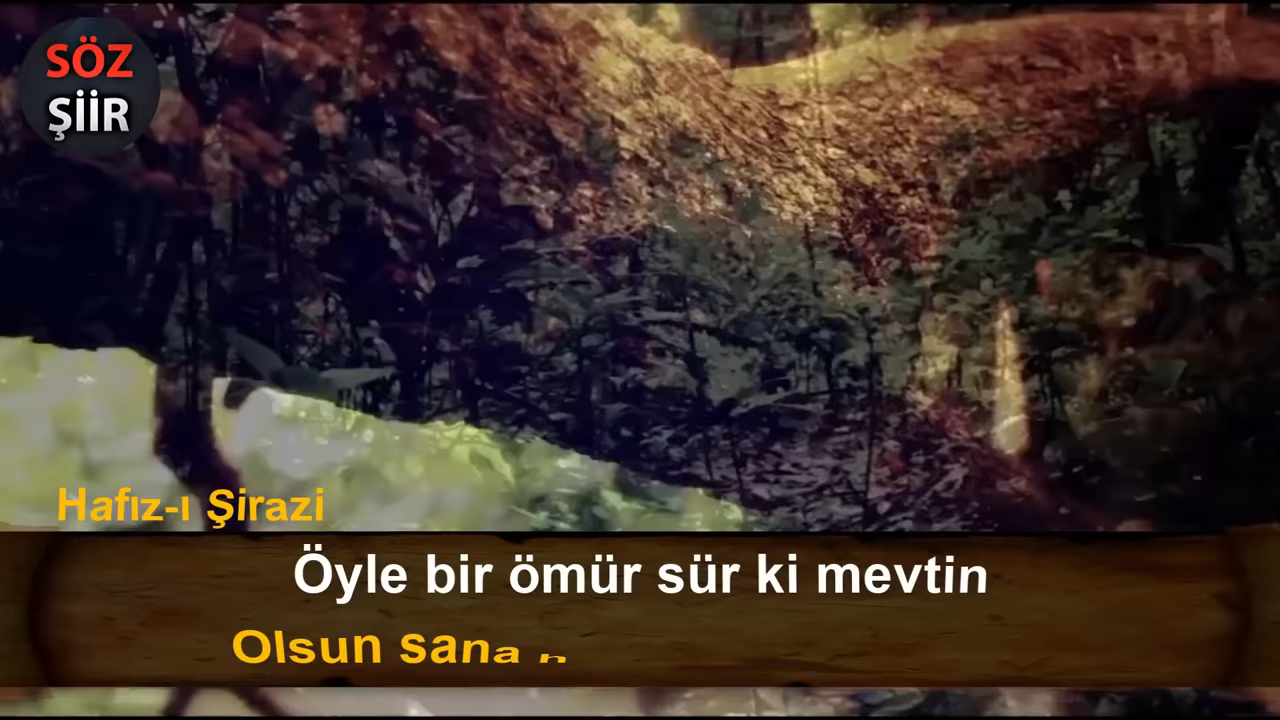 SÖZ
ŞİİR
Hafız-ı Şirazi
Öyle bir ömür sür ki mevtin
Olsun sana